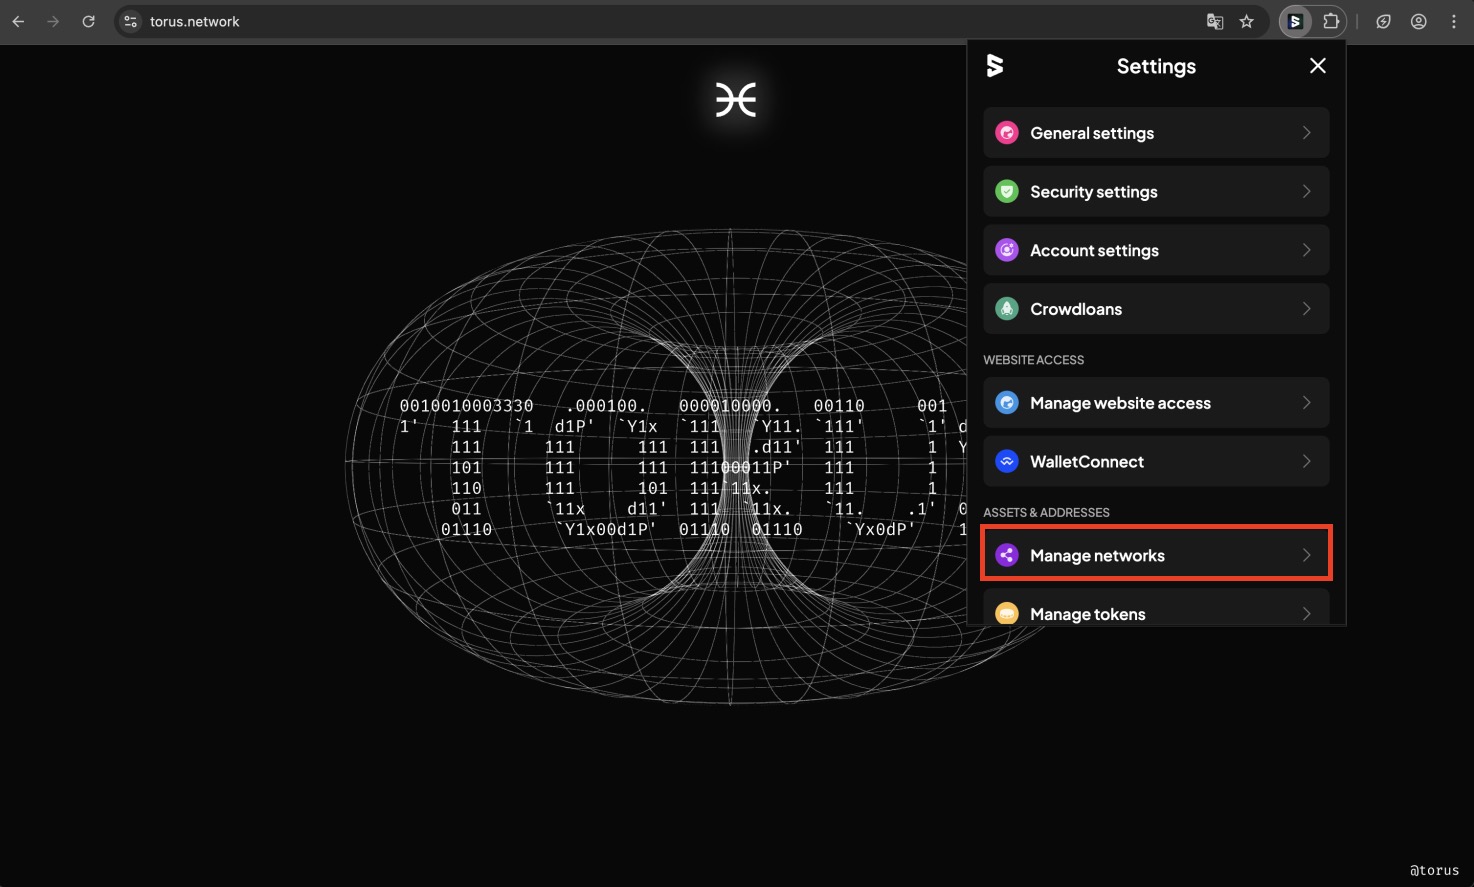 torus.network
Settings
General settings
Security settings
Account settings
Crowdloans
WEBSITE ACCESS
Manage website access
WalletConnect
ASSETS & ADDRESSES
Manage networks
Manage tokens
0010010003330 .000100. 000010000. 00110 001
1' 111 `1 d1P' `Y1x `111 `Y11. `111' `1' d
111 111 111 111 .d11' 111 1 Y
101 111 111 11100011P' 111 1
110 111 101 111`11x. 111 1
011 `11x d11' 111 `11x. `11. .1' 0
01110 `Y1x00d1P' 01110 01110 `Yx0dP' 1
@torus